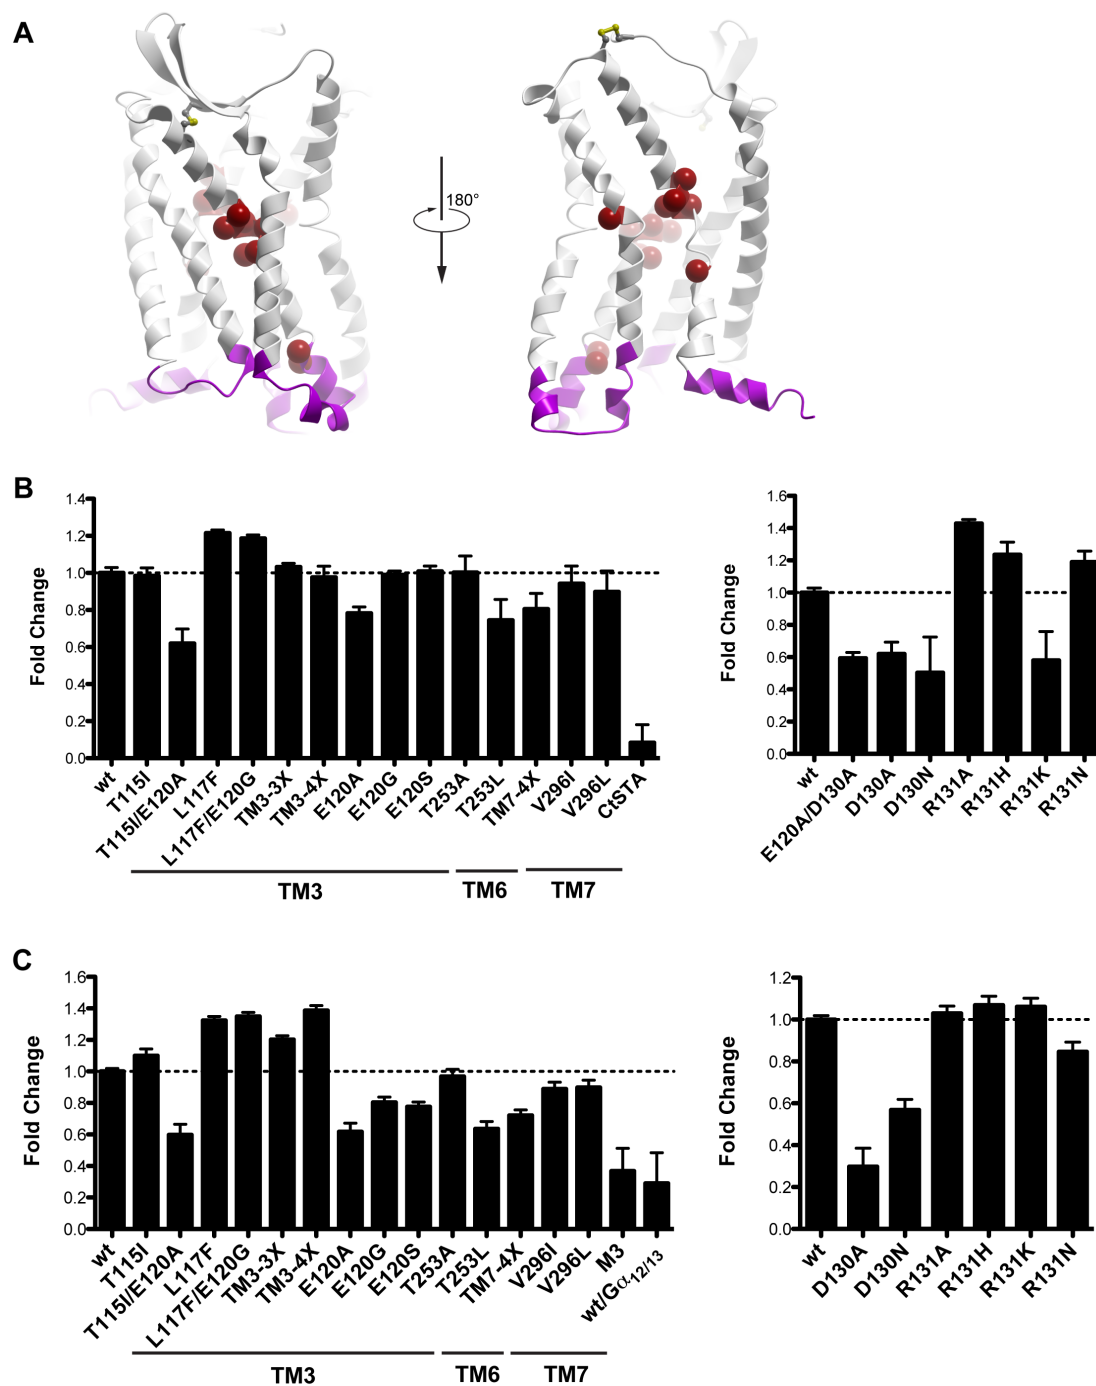 A
180°
B
Fold Change
1.4
1.2
1.0
0.8
0.6
0.4
0.2
0.0
wt
T115I
T115I/E120A
L117F
L117F/E120G
TM3-3X
TM3-4X
E120A
E120G
E120S
T253A
T253L
TM7-4X
V296I
V296L
CtSTA
TM3
TM6
TM7
Fold Change
1.6
1.4
1.2
1.0
0.8
0.6
0.4
0.2
0.0
wt
E120A/D130A
D130A
D130N
R131A
R131H
R131K
R131N
C
Fold Change
1.6
1.4
1.2
1.0
0.8
0.6
0.4
0.2
0.0
wt
T115I
T115I/E120A
L117F
L117F/E120G
TM3-3X
TM3-4X
E120A
E120G
E120S
T253A
T253L
TM7-4X
V296I
V296L
M3
wt/Gα12/13
TM3
TM6
TM7
Fold Change
1.2
1.0
0.8
0.6
0.4
0.2
0.0
wt
D130A
D130N
R131A
R131H
R131K
R131N